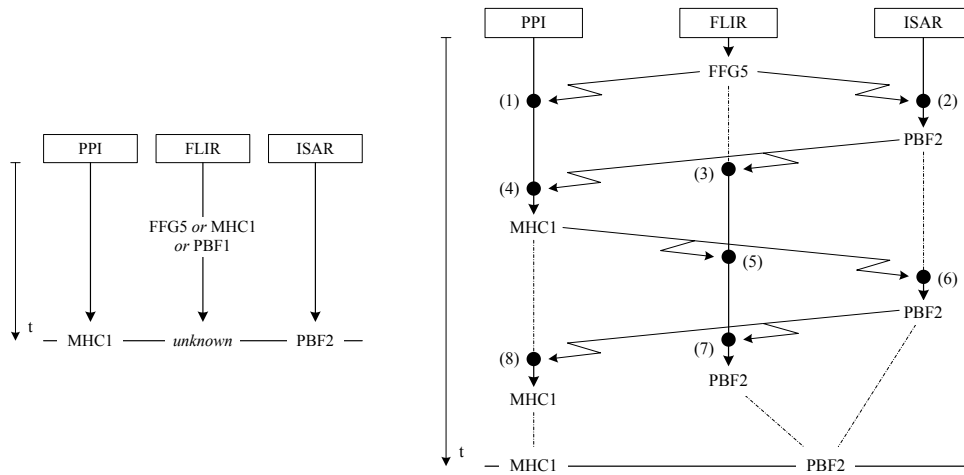 PPI FLIR ISAR
FFG5 or MHC1
or PBF1
t
MHC1 unknown PBF2
PPI FLIR ISAR
FFG5
(1) (2)
PBF2
(3)
(4)
MHC1
(5)
(6)
PBF2
(7)
(8)
PBF2
MHC1
t
MHC1 PBF2